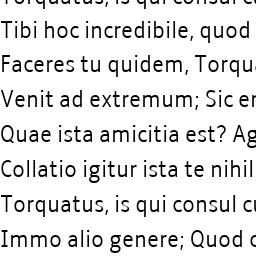 Torquatus, is qui consul cu
Tibi hoc incredibile, quod
Faceres tu quidem, Torqua
Venit ad extremum; Sic er
Quae ista amicitia est? Ag
Collatio igitur ista te nihil
Torquatus, is qui consul cu
Immo alio genere; Quod c